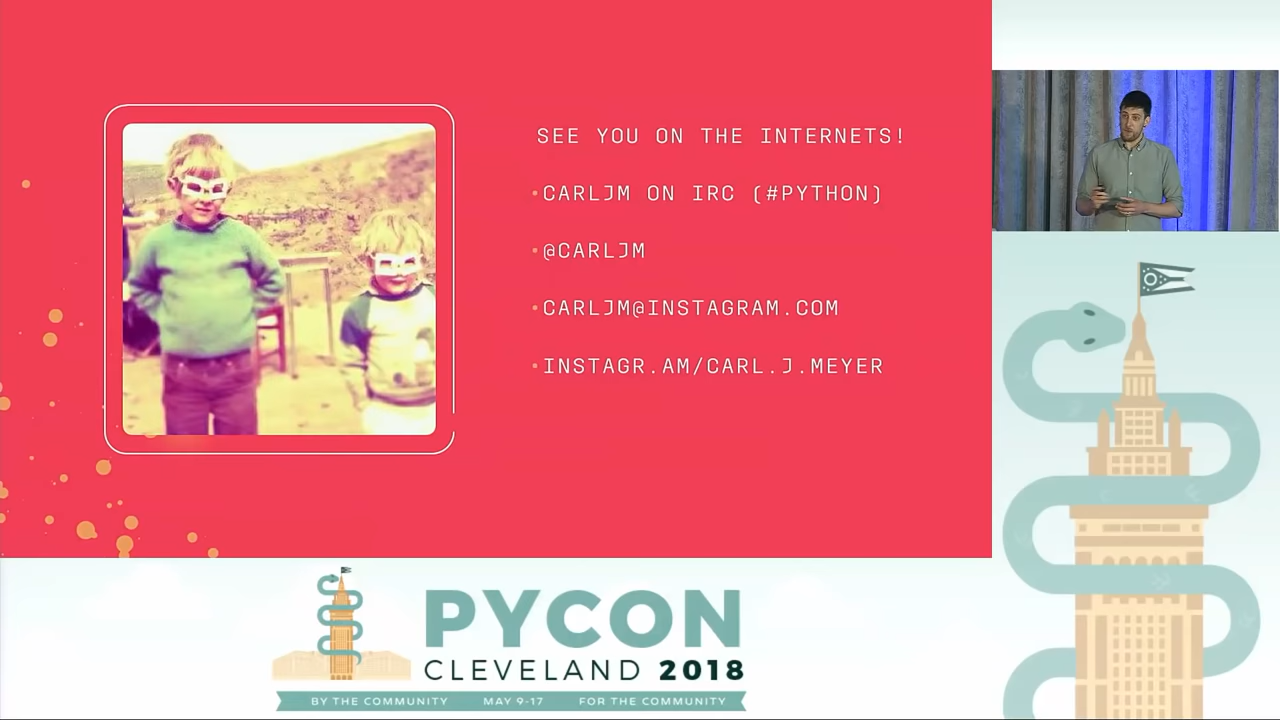 SEE YOU ON THE INTERNETS!
•CARLJM ON IRC (#PYTHON)
•@CARLJM
•CARLJM@INSTAGRAM.COM
•INSTAGR.AM/CARL.J.MEYER
PYCON
CLEVELAND 2018
BY THE COMMUNITY MAY 9-17 FOR THE COMMUNITY